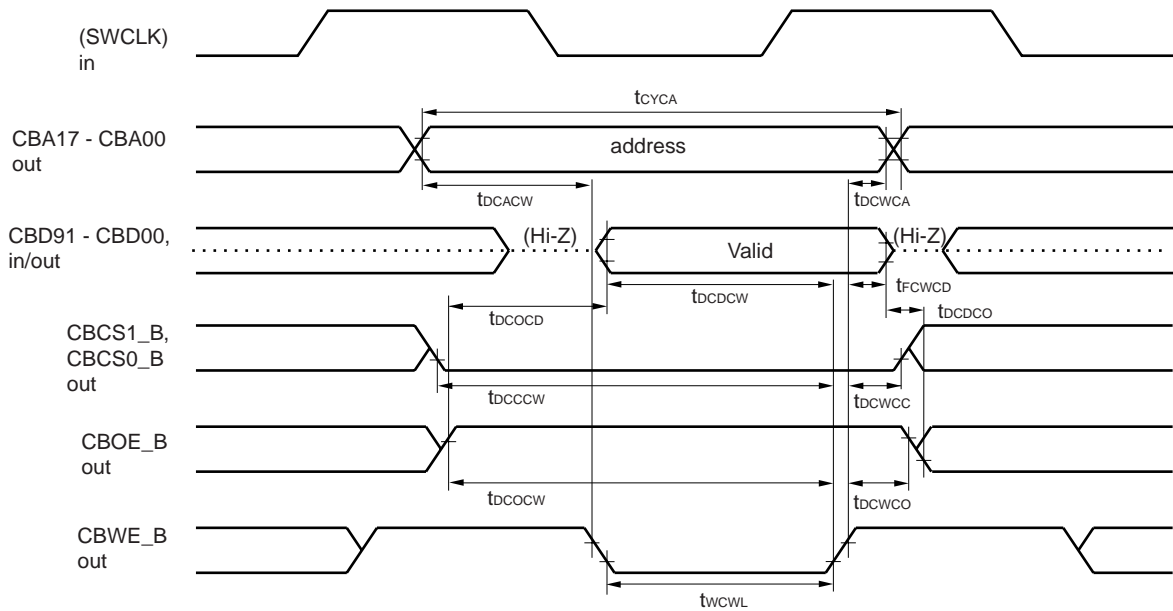 (SWCLK)
in
tCYCA
CBA17 - CBA00
out
address
tDCACW
tDCWCA
CBD91 - CBD00,
in/out
(Hi-Z)
Valid
(Hi-Z)
tFCWCD
tDCDCW
tDCOCD
tDCDCO
CBCS1_B,
CBCS0_B
out
tDCCCW
tDCWCC
CBOE_B
out
tDCOCW
tDCWCO
CBWE_B
out
tWCWL